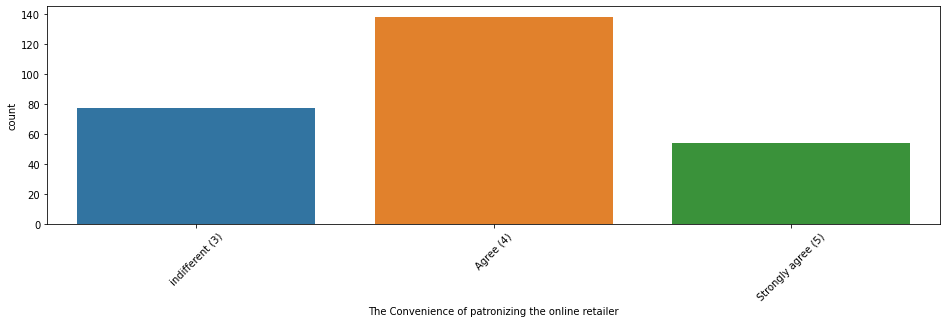 140
120
100
80
60
40
20
0
count
indifferent (3)
Agree (4)
Strongly agree (5)
The Convenience of patronizing the online retailer